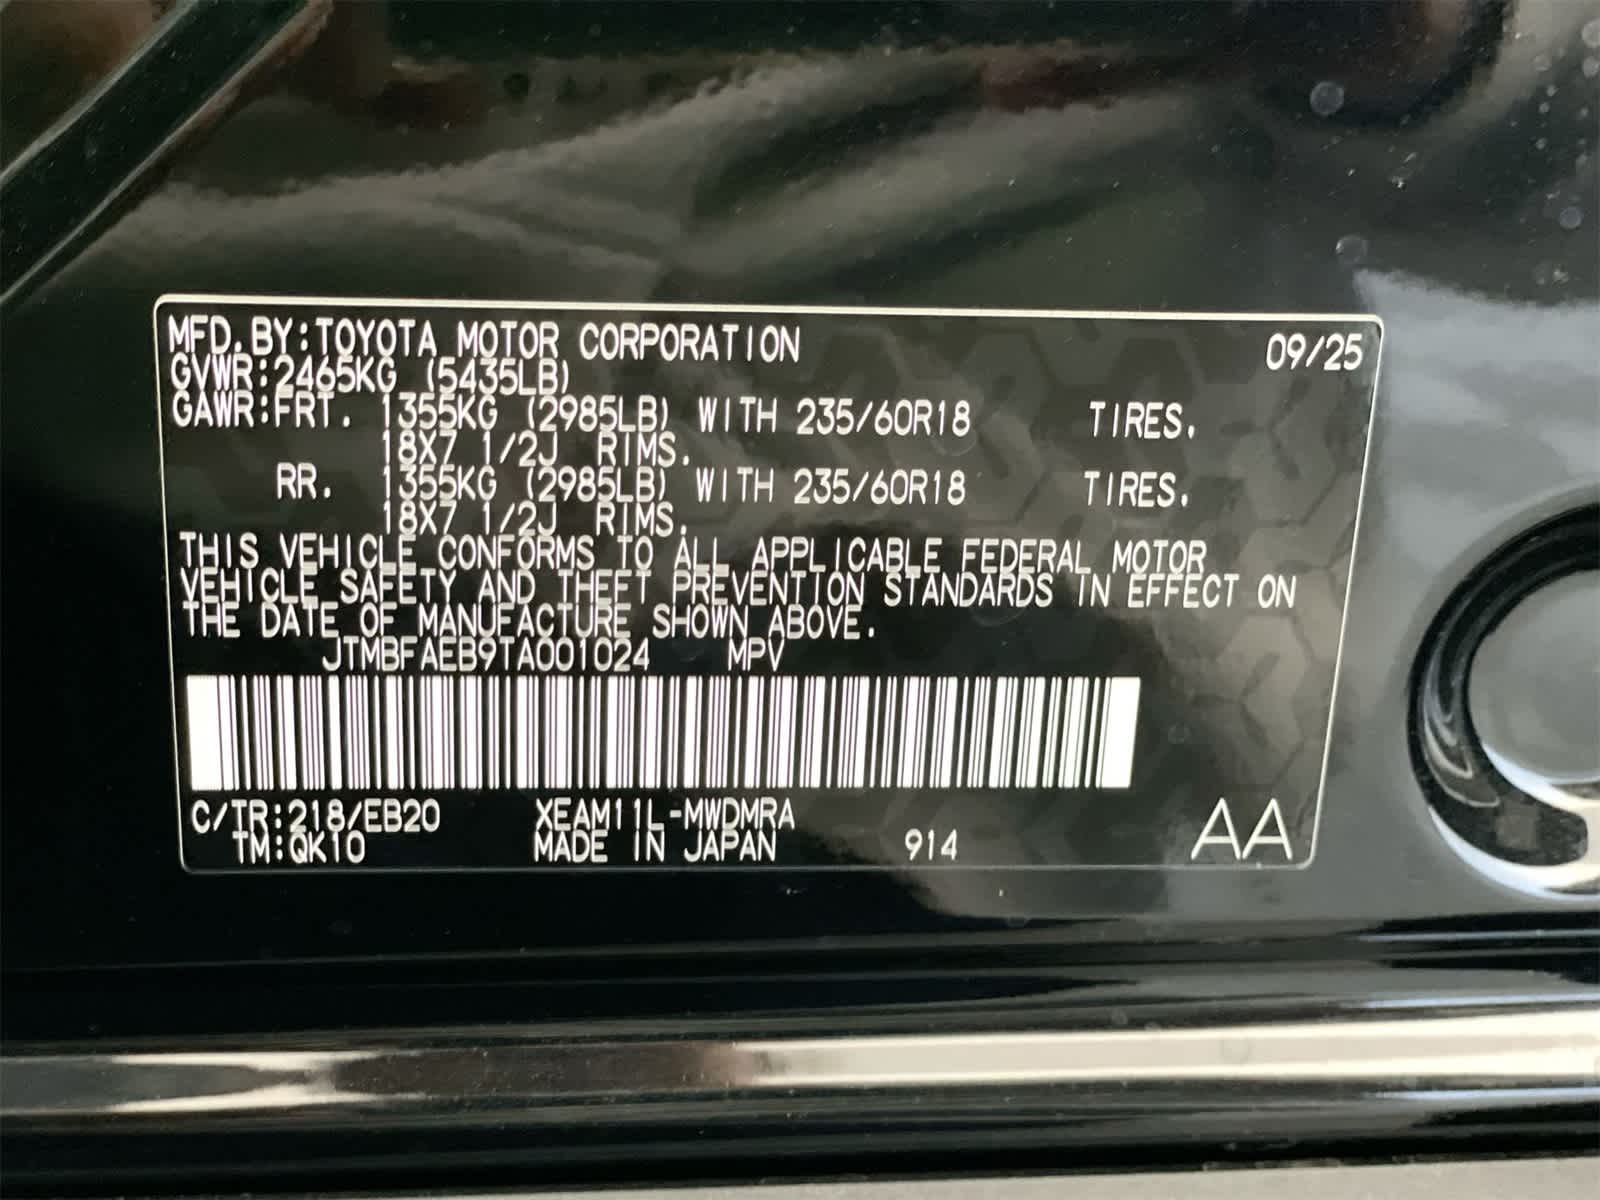 MFD.BY:TOYOTA MOTOR CORPORATION 09/25
GVWR:2465KG (5435LB)
GAWR:FRT. 1355KG (2985LB) WITH 235/60R18 TIRES.
18X7 1/2J RIMS.
RR. 1355KG (2985LB) WITH 235/60R18 TIRES.
18X7 1/2J RIMS.
THIS VEHICLE CONFORMS TO ALL APPLICABLE FEDERAL MOTOR
VEHICLE SAFETY AND THEFT PREVENTION STANDARDS IN EFFECT ON
THE DATE OF MANUFACTURE SHOWN ABOVE.
JTMBFAEB9TA001024 MPV
C/TR:218/EB20 XEAM11L-MWDMRA
TM:QK10 MADE IN JAPAN 914 AA